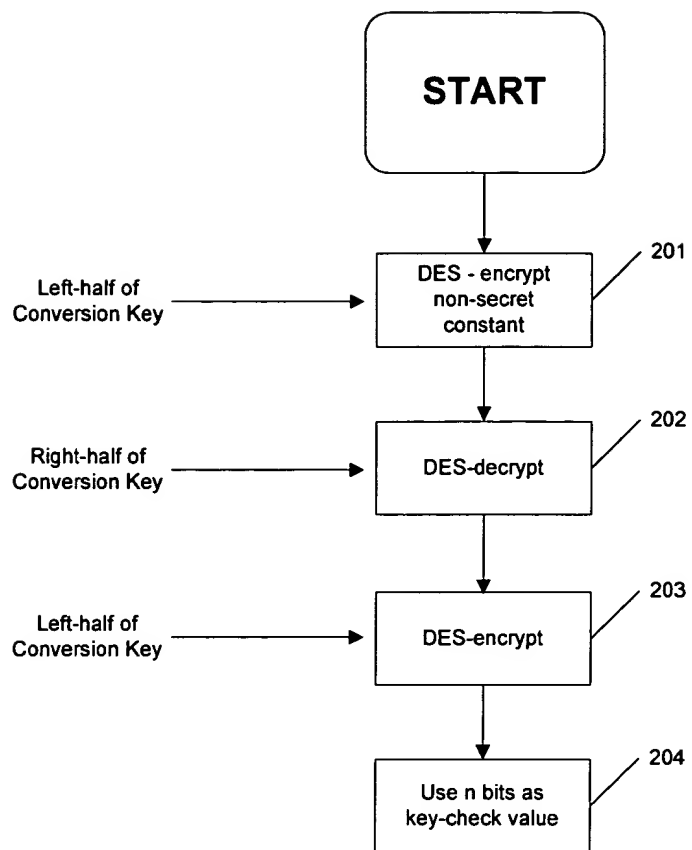 START
201
DES - encrypt
non-secret
constant
Left-half of
Conversion Key
202
Right-half of
Conversion Key
DES-decrypt
203
Left-half of
Conversion Key
DES-encrypt
204
Use n bits as
key-check value